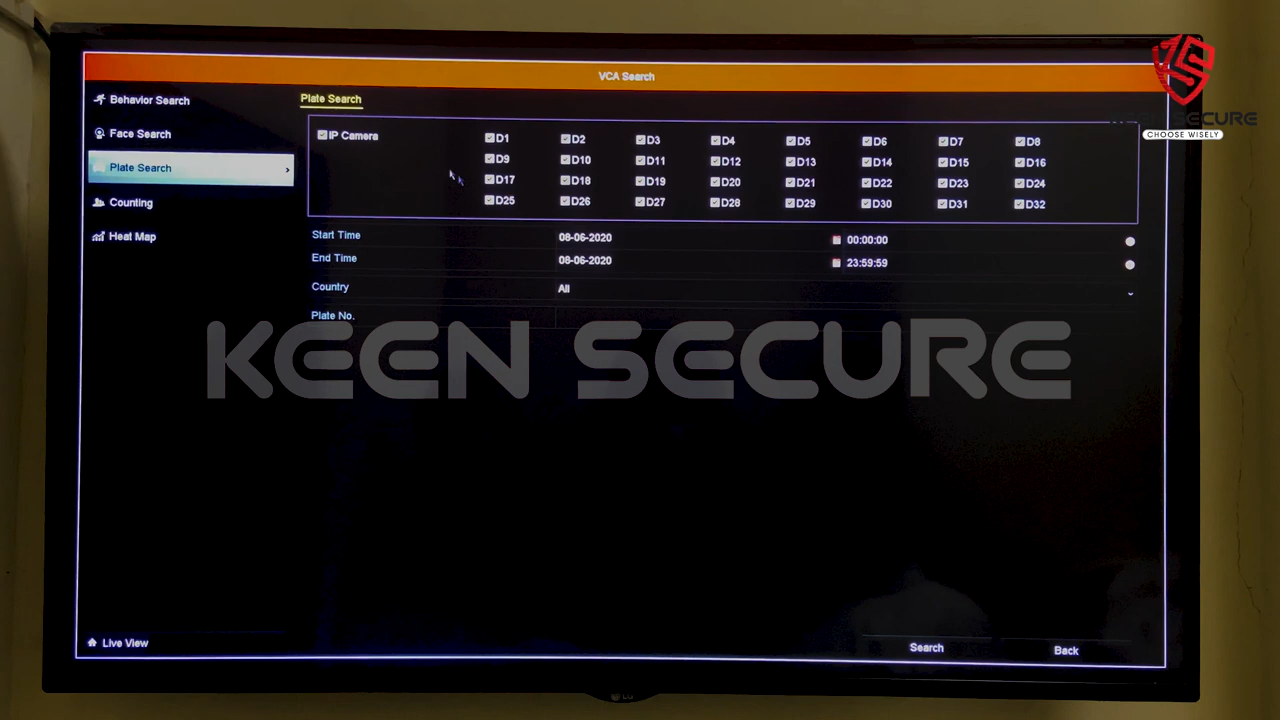 VCA Search
Behavior Search
Face Search
Plate Search
Counting
Heat Map
Live View
Plate Search
IP Camera
D1 D2 D3 D4 D5 D6 D7 D8
D9 D10 D11 D12 D13 D14 D15 D16
D17 D18 D19 D20 D21 D22 D23 D24
D25 D26 D27 D28 D29 D30 D31 D32
Start Time 08-06-2020 00:00:00
End Time 08-06-2020 23:59:59
Country All
Plate No.
Search Back
KEEN SECURE
KEEN SECURE
CHOOSE WISELY
LG